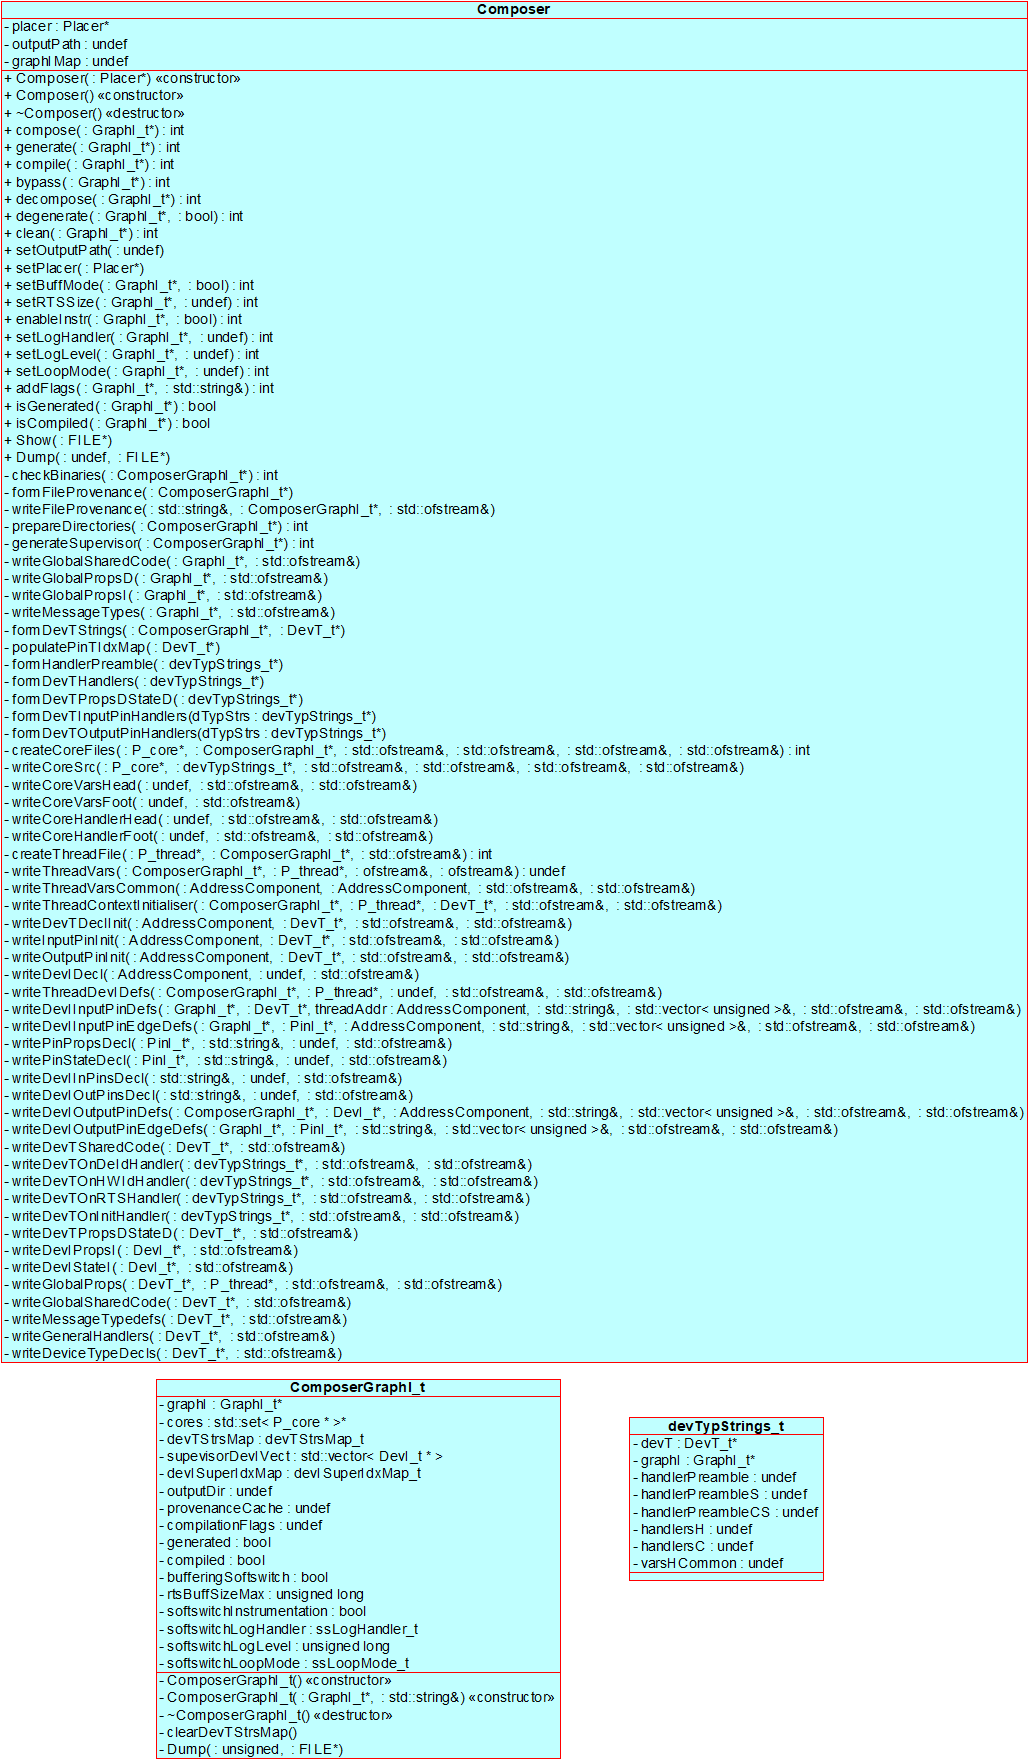 Composer
- placer : Placer*
- outputPath : undef
- graphIMap : undef
+ Composer( : Placer*) «constructor»
+ Composer() «constructor»
+ ~Composer() «destructor»
+ compose( : GraphI_t*) : int
+ generate( : GraphI_t*) : int
+ compile( : GraphI_t*) : int
+ bypass( : GraphI_t*) : int
+ decompose( : GraphI_t*) : int
+ degenerate( : GraphI_t*,  : bool) : int
+ clean( : GraphI_t*) : int
+ setOutputPath( : undef)
+ setPlacer( : Placer*)
+ setBuffMode( : GraphI_t*,  : bool) : int
+ setRTSSize( : GraphI_t*,  : undef) : int
+ enableInstr( : GraphI_t*,  : bool) : int
+ setLogHandler( : GraphI_t*,  : undef) : int
+ setLogLevel( : GraphI_t*,  : undef) : int
+ setLoopMode( : GraphI_t*,  : undef) : int
+ addFlags( : GraphI_t*,  : std::string&) : int
+ isGenerated( : GraphI_t*) : bool
+ isCompiled( : GraphI_t*) : bool
+ Show( : FILE*)
+ Dump( : undef,  : FILE*)
- checkBinaries( : ComposerGraphI_t*) : int
- formFileProvenance( : ComposerGraphI_t*)
- writeFileProvenance( : std::string&,  : ComposerGraphI_t*,  : std::ofstream&)
- prepareDirectories( : ComposerGraphI_t*) : int
- generateSupervisor( : ComposerGraphI_t*) : int
- writeGlobalSharedCode( : GraphI_t*,  : std::ofstream&)
- writeGlobalPropsD( : GraphI_t*,  : std::ofstream&)
- writeGlobalPropsI( : GraphI_t*,  : std::ofstream&)
- writeMessageTypes( : GraphI_t*,  : std::ofstream&)
- formDevTStrings( : ComposerGraphI_t*,  : DevT_t*)
- populatePinTIdxMap( : DevT_t*)
- formHandlerPreamble( : devTypStrings_t*)
- formDevTHandlers( : devTypStrings_t*)
- formDevTPropsDStateD( : devTypStrings_t*)
- formDevTInputPinHandlers(dTypStrs : devTypStrings_t*)
- formDevTOutputPinHandlers(dTypStrs : devTypStrings_t*)
- createCoreFiles( : P_core*,  : ComposerGraphI_t*,  : std::ofstream&,  : std::ofstream&,  : std::ofstream&,  : std::ofstream&) : int
- writeCoreSrc( : P_core*,  : devTypStrings_t*,  : std::ofstream&,  : std::ofstream&,  : std::ofstream&,  : std::ofstream&)
- writeCoreVarsHead( : undef,  : std::ofstream&,  : std::ofstream&)
- writeCoreVarsFoot( : undef,  : std::ofstream&)
- writeCoreHandlerHead( : undef,  : std::ofstream&,  : std::ofstream&)
- writeCoreHandlerFoot( : undef,  : std::ofstream&,  : std::ofstream&)
- createThreadFile( : P_thread*,  : ComposerGraphI_t*,  : std::ofstream&) : int
- writeThreadVars( : ComposerGraphI_t*,  : P_thread*,  : ofstream&,  : ofstream&) : undef
- writeThreadVarsCommon( : AddressComponent,  : AddressComponent,  : std::ofstream&,  : std::ofstream&)
- writeThreadContextInitialiser( : ComposerGraphI_t*,  : P_thread*,  : DevT_t*,  : std::ofstream&,  : std::ofstream&)
- writeDevTDeclInit( : AddressComponent,  : DevT_t*,  : std::ofstream&,  : std::ofstream&)
- writeInputPinInit( : AddressComponent,  : DevT_t*,  : std::ofstream&,  : std::ofstream&)
- writeOutputPinInit( : AddressComponent,  : DevT_t*,  : std::ofstream&,  : std::ofstream&)
- writeDevIDecl( : AddressComponent,  : undef,  : std::ofstream&)
- writeThreadDevIDefs( : ComposerGraphI_t*,  : P_thread*,  : undef,  : std::ofstream&,  : std::ofstream&)
- writeDevIInputPinDefs( : GraphI_t*,  : DevT_t*, threadAddr : AddressComponent,  : std::string&,  : std::vector< unsigned >&,  : std::ofstream&,  : std::ofstream&)
- writeDevIInputPinEdgeDefs( : GraphI_t*,  : PinI_t*,  : AddressComponent,  : std::string&,  : std::vector< unsigned >&,  : std::ofstream&,  : std::ofstream&)
- writePinPropsDecl( : PinI_t*,  : std::string&,  : undef,  : std::ofstream&)
- writePinStateDecl( : PinI_t*,  : std::string&,  : undef,  : std::ofstream&)
- writeDevIInPinsDecl( : std::string&,  : undef,  : std::ofstream&)
- writeDevIOutPinsDecl( : std::string&,  : undef,  : std::ofstream&)
- writeDevIOutputPinDefs( : ComposerGraphI_t*,  : DevI_t*,  : AddressComponent,  : std::string&,  : std::vector< unsigned >&,  : std::ofstream&,  : std::ofstream&)
- writeDevIOutputPinEdgeDefs( : GraphI_t*,  : PinI_t*,  : std::string&,  : std::vector< unsigned >&,  : std::ofstream&,  : std::ofstream&)
- writeDevTSharedCode( : DevT_t*,  : std::ofstream&)
- writeDevTOnDeIdHandler( : devTypStrings_t*,  : std::ofstream&,  : std::ofstream&)
- writeDevTOnHWIdHandler( : devTypStrings_t*,  : std::ofstream&,  : std::ofstream&)
- writeDevTOnRTSHandler( : devTypStrings_t*,  : std::ofstream&,  : std::ofstream&)
- writeDevTOnInitHandler( : devTypStrings_t*,  : std::ofstream&,  : std::ofstream&)
- writeDevTPropsDStateD( : DevT_t*,  : std::ofstream&)
- writeDevIPropsI( : DevI_t*,  : std::ofstream&)
- writeDevIStateI( : DevI_t*,  : std::ofstream&)
- writeGlobalProps( : DevT_t*,  : P_thread*,  : std::ofstream&,  : std::ofstream&)
- writeGlobalSharedCode( : DevT_t*,  : std::ofstream&)
- writeMessageTypedefs( : DevT_t*,  : std::ofstream&)
- writeGeneralHandlers( : DevT_t*,  : std::ofstream&)
- writeDeviceTypeDecls( : DevT_t*,  : std::ofstream&)
ComposerGraphI_t
- graphI : GraphI_t*
- cores : std::set< P_core * >*
- devTStrsMap : devTStrsMap_t
- supevisorDevIVect : std::vector< DevI_t * >
- devISuperIdxMap : devISuperIdxMap_t
- outputDir : undef
- provenanceCache : undef
- compilationFlags : undef
- generated : bool
- compiled : bool
- bufferingSoftswitch : bool
- rtsBuffSizeMax : unsigned long
- softswitchInstrumentation : bool
- softswitchLogHandler : ssLogHandler_t
- softswitchLogLevel : unsigned long
- softswitchLoopMode : ssLoopMode_t
- ComposerGraphI_t() «constructor»
- ComposerGraphI_t( : GraphI_t*,  : std::string&) «constructor»
- ~ComposerGraphI_t() «destructor»
- clearDevTStrsMap()
- Dump( : unsigned,  : FILE*)
devTypStrings_t
- devT : DevT_t*
- graphI : GraphI_t*
- handlerPreamble : undef
- handlerPreambleS : undef
- handlerPreambleCS : undef
- handlersH : undef
- handlersC : undef
- varsHCommon : undef